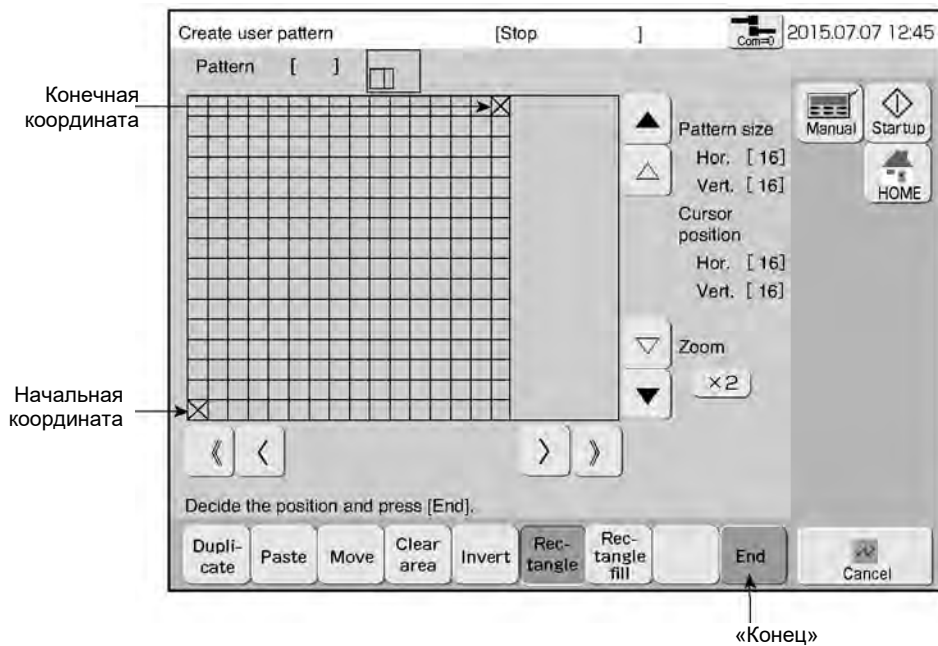 Create user pattern [Stop ] Com=0 2015.07.07 12:45
Pattern [ ]
Конечная
координата
Manual Startup
HOME
Pattern size
Hor. [ 16]
Vert. [ 16]
Cursor
position
Hor. [ 16]
Vert. [ 16]
Zoom
×2
Начальная
координата
Decide the position and press [End].
Dupli-
cate
Paste
Move
Clear
area
Invert
Rec-
tangle
Rec-
tangle
fill
End
Cancel
«Конец»